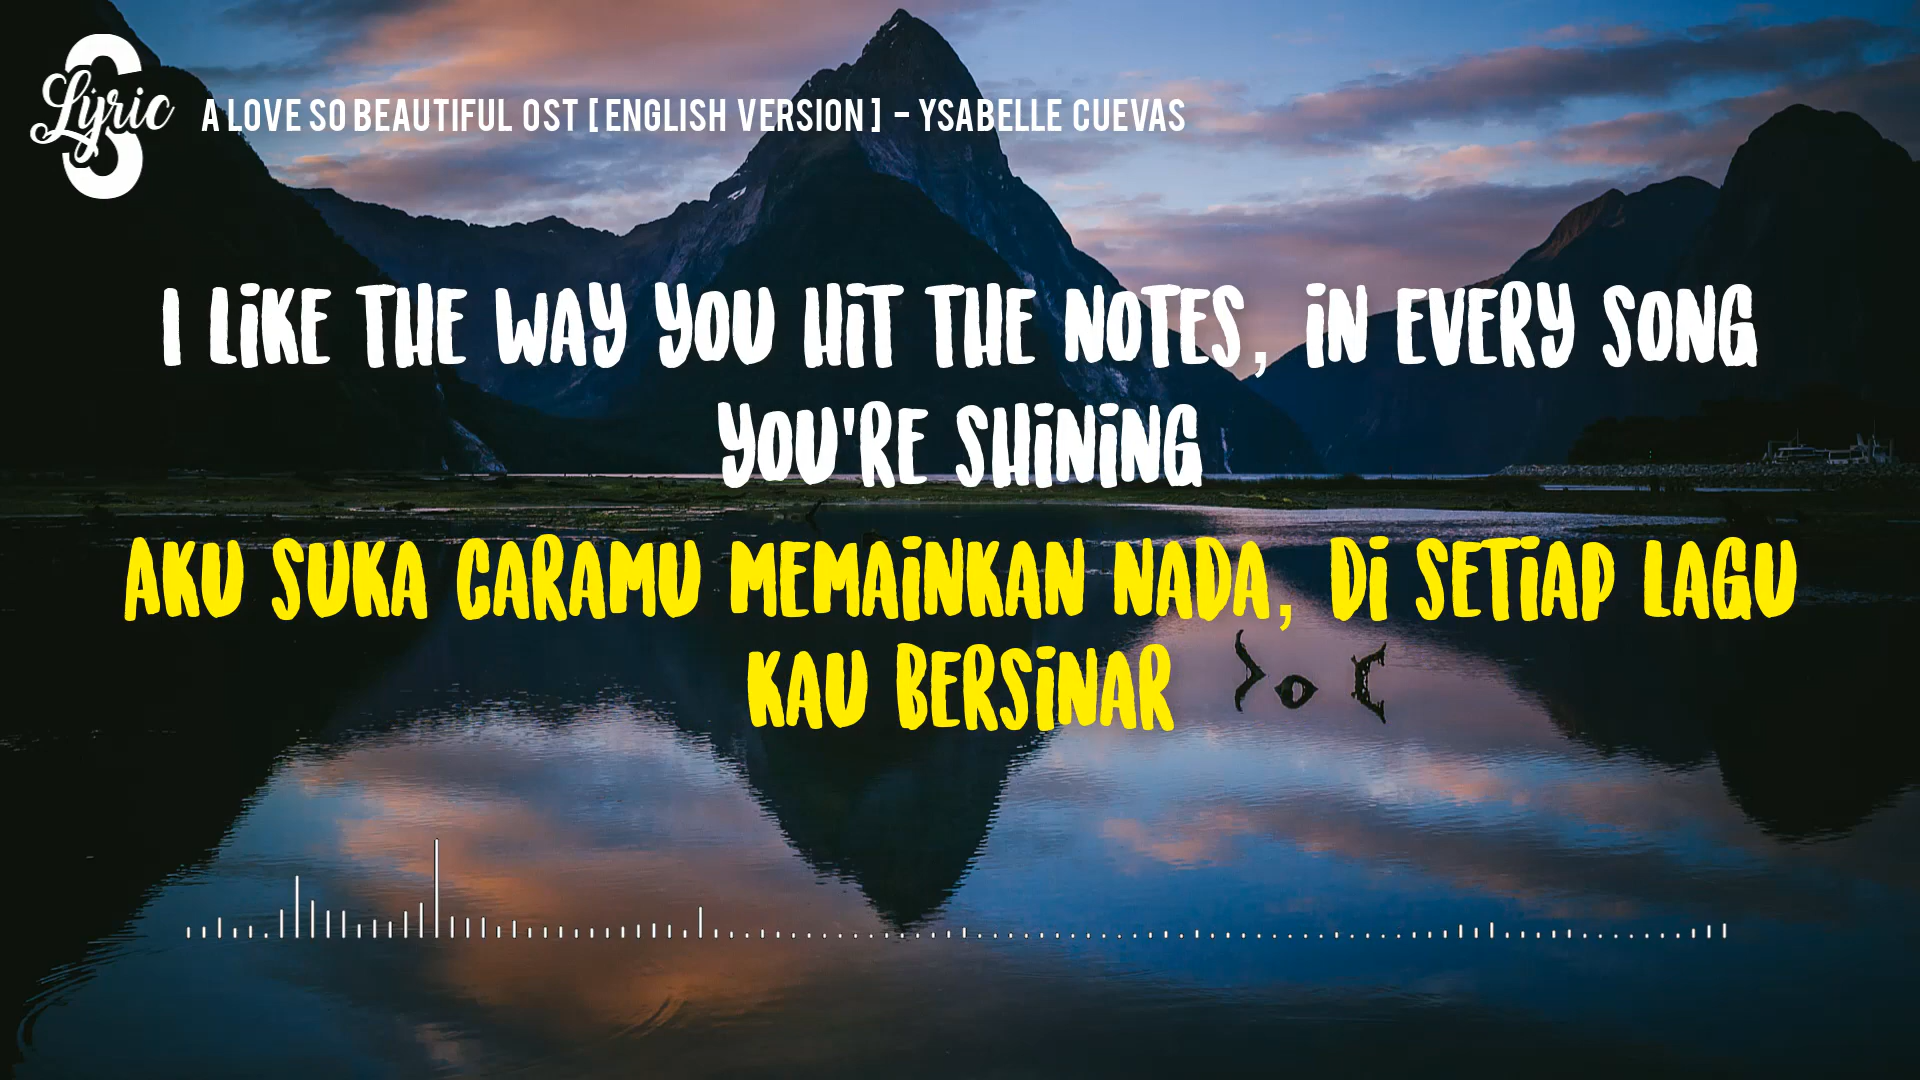 S
Lyric
A LOVE SO BEAUTIFUL OST [ENGLISH VERSION] - YSABELLE CUEVAS
I LIKE THE WAY YOU HIT THE NOTES, IN EVERY SONG
YOU'RE SHINING
AKU SUKA CARAMU MEMAINKAN NADA, DI SETIAP LAGU
KAU BERSINAR